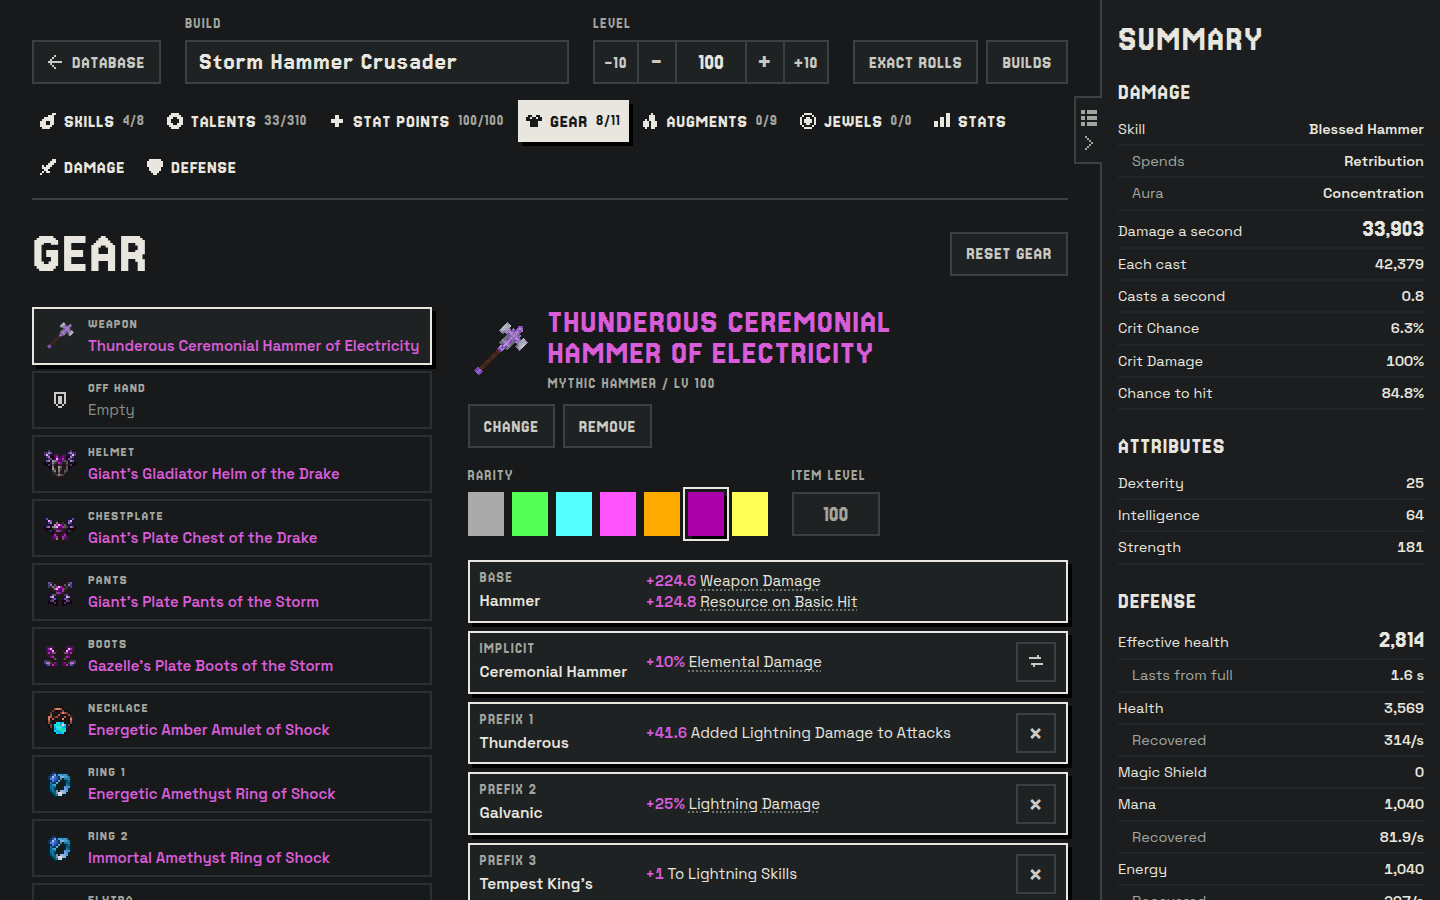 BUILD
LEVEL
DATABASE
Storm Hammer Crusader
-10
−
100
+
+10
EXACT ROLLS
BUILDS
SKILLS 4/8
TALENTS 33/310
STAT POINTS 100/100
GEAR 8/11
AUGMENTS 0/9
JEWELS 0/0
STATS
DAMAGE
DEFENSE
GEAR
RESET GEAR
WEAPON
Thunderous Ceremonial Hammer of Electricity
OFF HAND
Empty
HELMET
Giant's Gladiator Helm of the Drake
CHESTPLATE
Giant's Plate Chest of the Drake
PANTS
Giant's Plate Pants of the Storm
BOOTS
Gazelle's Plate Boots of the Storm
NECKLACE
Energetic Amber Amulet of Shock
RING 1
Energetic Amethyst Ring of Shock
RING 2
Immortal Amethyst Ring of Shock
ELYTRA
THUNDEROUS CEREMONIAL
HAMMER OF ELECTRICITY
MYTHIC HAMMER / LV 100
CHANGE
REMOVE
RARITY
ITEM LEVEL
100
BASE
Hammer
+224.6 Weapon Damage
+124.8 Resource on Basic Hit
IMPLICIT
Ceremonial Hammer
+10% Elemental Damage
PREFIX 1
Thunderous
+41.6 Added Lightning Damage to Attacks
PREFIX 2
Galvanic
+25% Lightning Damage
PREFIX 3
Tempest King's
+1 To Lightning Skills
SUMMARY
DAMAGE
Skill Blessed Hammer
Spends Retribution
Aura Concentration
Damage a second 33,903
Each cast 42,379
Casts a second 0.8
Crit Chance 6.3%
Crit Damage 100%
Chance to hit 84.8%
ATTRIBUTES
Dexterity 25
Intelligence 64
Strength 181
DEFENSE
Effective health 2,814
Lasts from full 1.6 s
Health 3,569
Recovered 314/s
Magic Shield 0
Mana 1,040
Recovered 81.9/s
Energy 1,040
Recovered